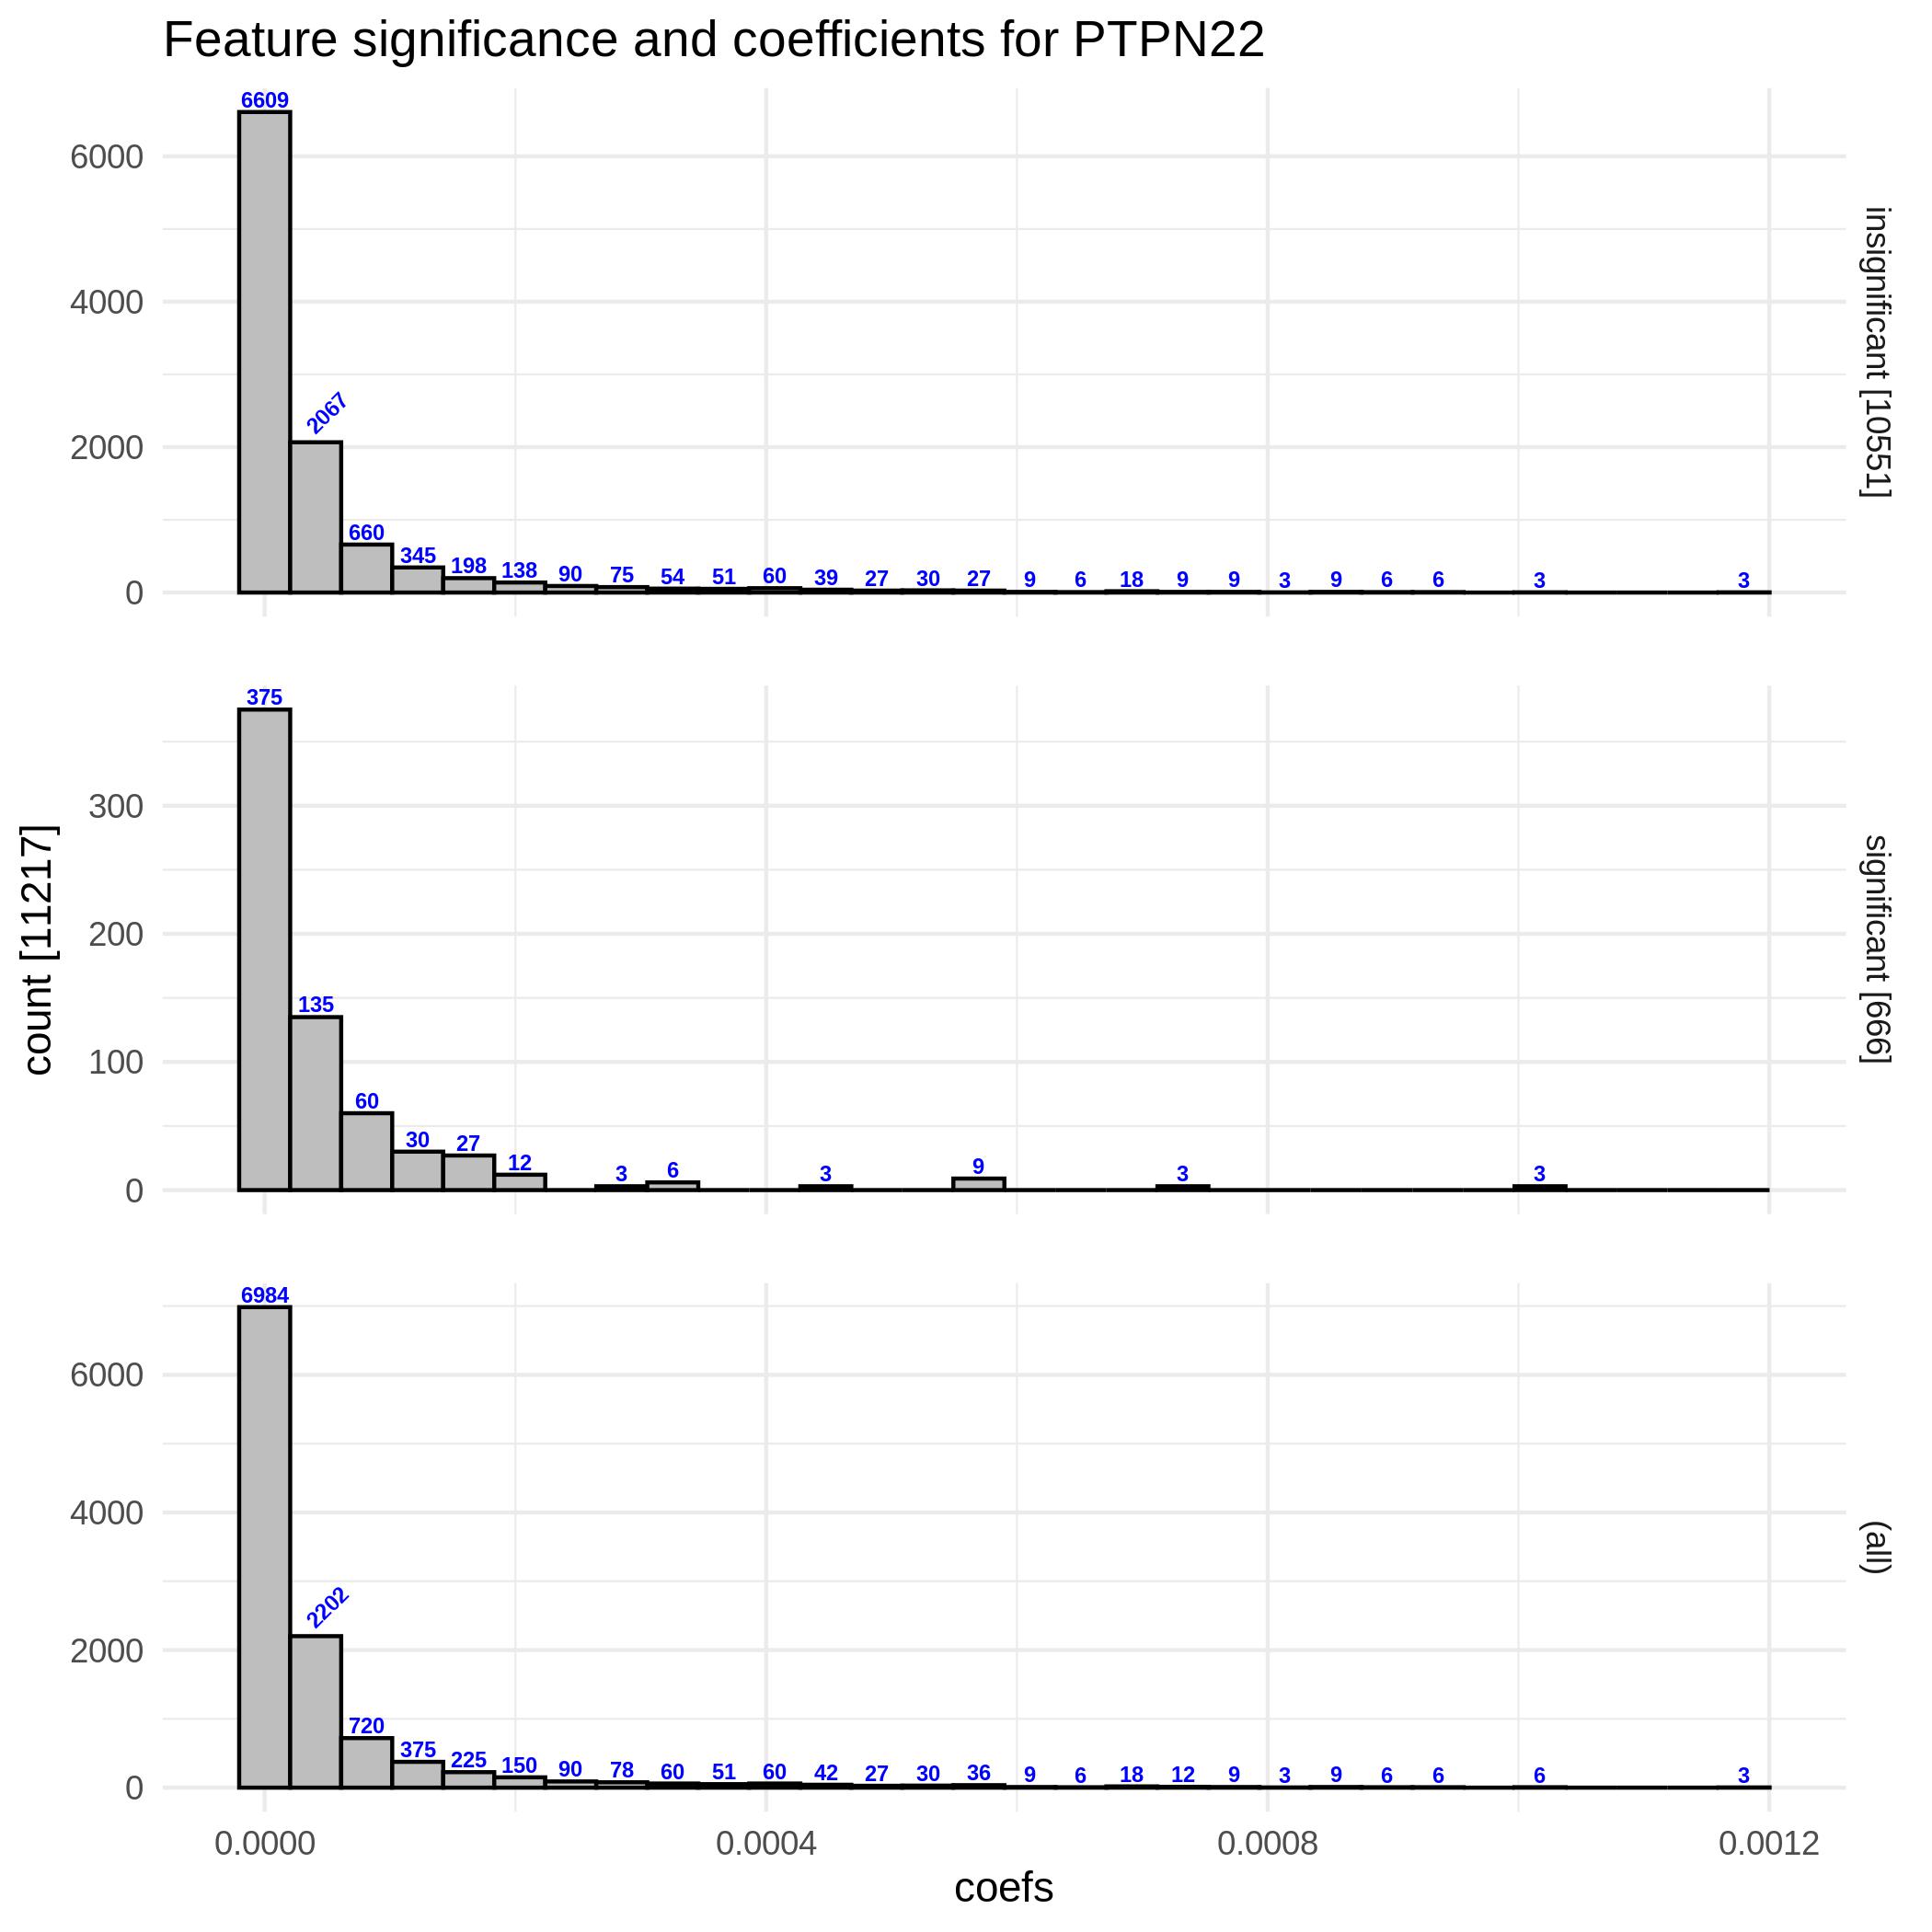 Feature significance and coefficients for PTPN22
6609
6000
4000
2067
2000
660
345 198 138 90 75 54 51 60 39 27 30 27 9 6 18 9 9 3 9 6 6 3 3
0
insignificant [10551]
375
300
200
135
100
60
30 27 12 3 6 3 9 3 3
0
significant [666]
count [11217]
6984
6000
4000
2202
2000
720
375 225 150 90 78 60 51 60 42 27 30 36 9 6 18 12 9 3 9 6 6 6 3
0
(all)
0.0000 0.0004 0.0008 0.0012
coefs